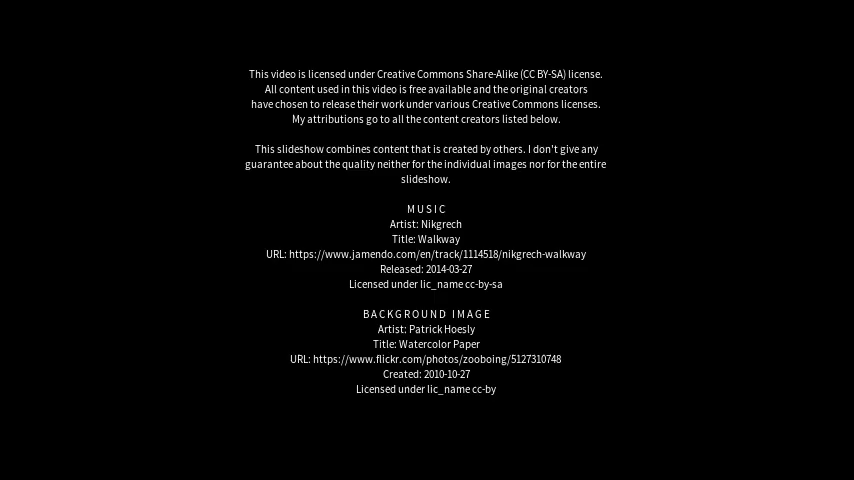 This video is licensed under Creative Commons Share-Alike (CC BY-SA) license.
All content used in this video is free available and the original creators
have chosen to release their work under various Creative Commons licenses.
My attributions go to all the content creators listed below.
This slideshow combines content that is created by others. I don't give any
guarantee about the quality neither for the individual images nor for the entire
slideshow.
MUSIC
Artist: Nikgrech
Title: Walkway
URL: https://www.jamendo.com/en/track/1114518/nikgrech-walkway
Released: 2014-03-27
Licensed under lic_name cc-by-sa
BACKGROUND IMAGE
Artist: Patrick Hoesly
Title: Watercolor Paper
URL: https://www.flickr.com/photos/zooboing/5127310748
Created: 2010-10-27
Licensed under lic_name cc-by